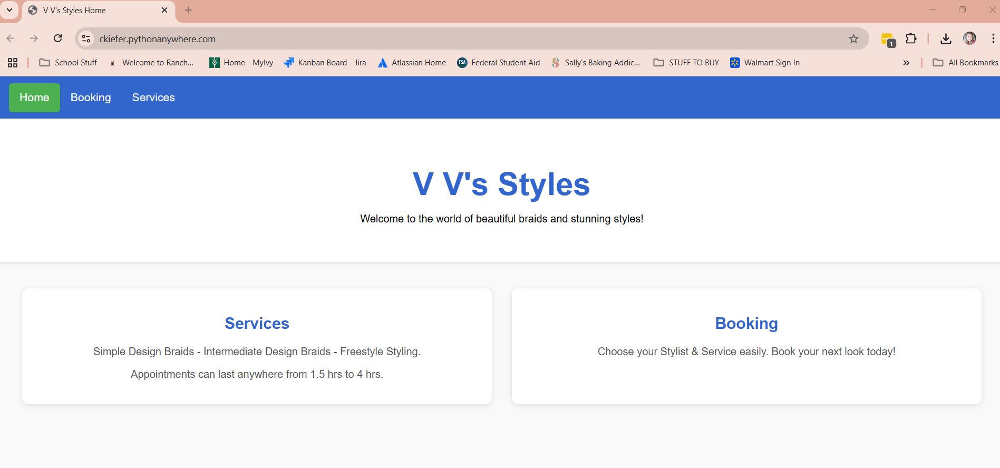 V V's Styles Home
ckiefer.pythonanywhere.com
1
School Stuff
Welcome to Ranch...
Home - MyIvy
Kanban Board - Jira
Atlassian Home
FSA
Federal Student Aid
Sally's Baking Addic...
STUFF TO BUY
Walmart Sign In
All Bookmarks
Home Booking Services
V V's Styles
Welcome to the world of beautiful braids and stunning styles!
Services
Simple Design Braids - Intermediate Design Braids - Freestyle Styling.
Appointments can last anywhere from 1.5 hrs to 4 hrs.
Booking
Choose your Stylist & Service easily. Book your next look today!